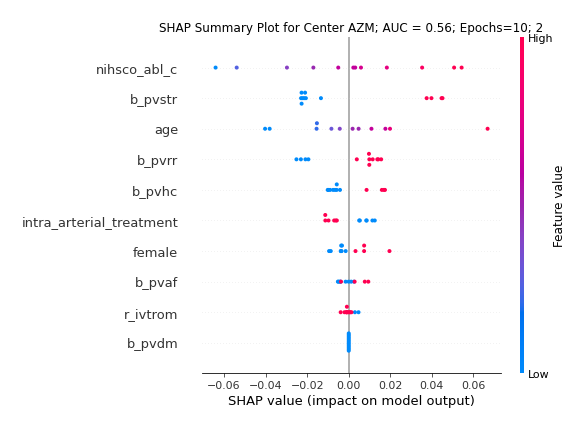 SHAP Summary Plot for Center AZM; AUC = 0.56; Epochs=10; 2
High
nihsco_abl_c
b_pvstr
age
b_pvrr
b_pvhc
intra_arterial_treatment
female
b_pvaf
r_ivtrom
b_pvdm
Feature value
Low
−0.06 −0.04 −0.02 0.00 0.02 0.04 0.06
SHAP value (impact on model output)